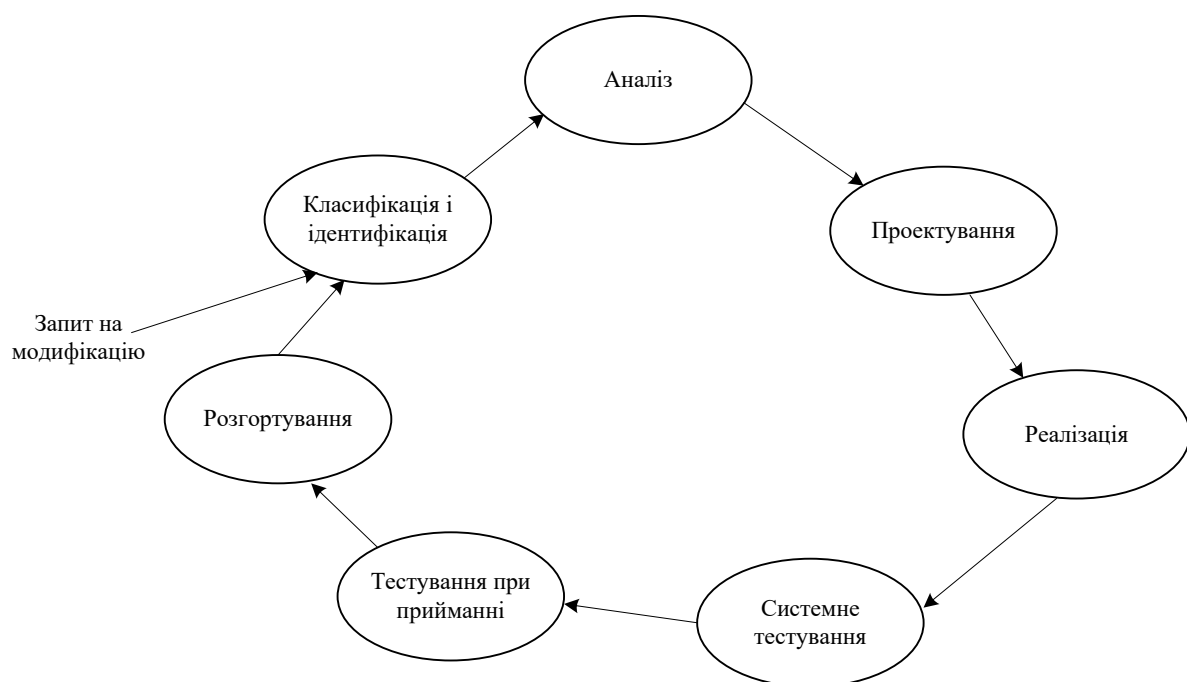 Аналіз
Класифікація і
ідентифікація
Проектування
Запит на
модифікацію
Розгортування
Реалізація
Тестування при
прийманні
Системне
тестування